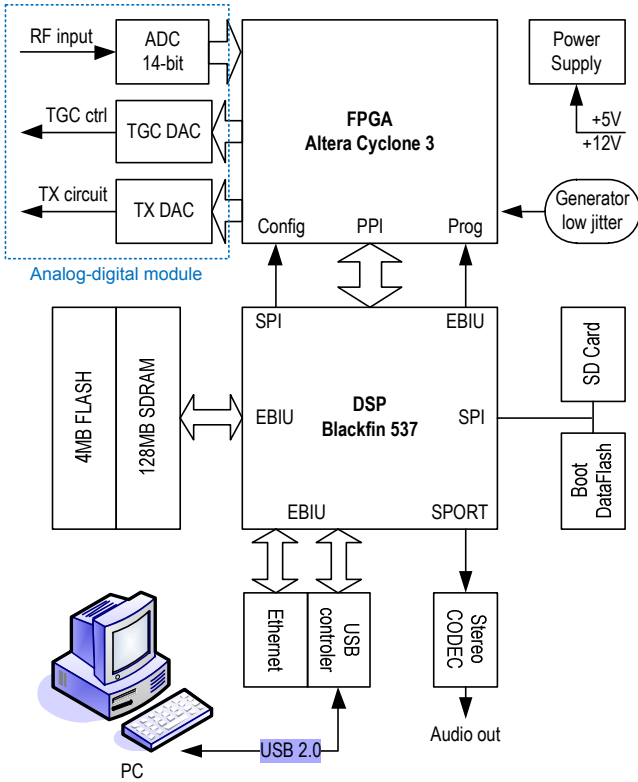 RF input
ADC
14-bit
TGC ctrl
TGC DAC
TX circuit
TX DAC
Analog-digital module
FPGA
Altera Cyclone 3
Config
PPI
Prog
Power
Supply
+5V
+12V
Generator
low jitter
4MB FLASH
128MB SDRAM
SPI
EBIU
EBIU
DSP
Blackfin 537
SPI
EBIU
SPORT
SD Card
Boot
DataFlash
Ethernet
USB
controler
Stereo
CODEC
Audio out
USB 2.0
PC